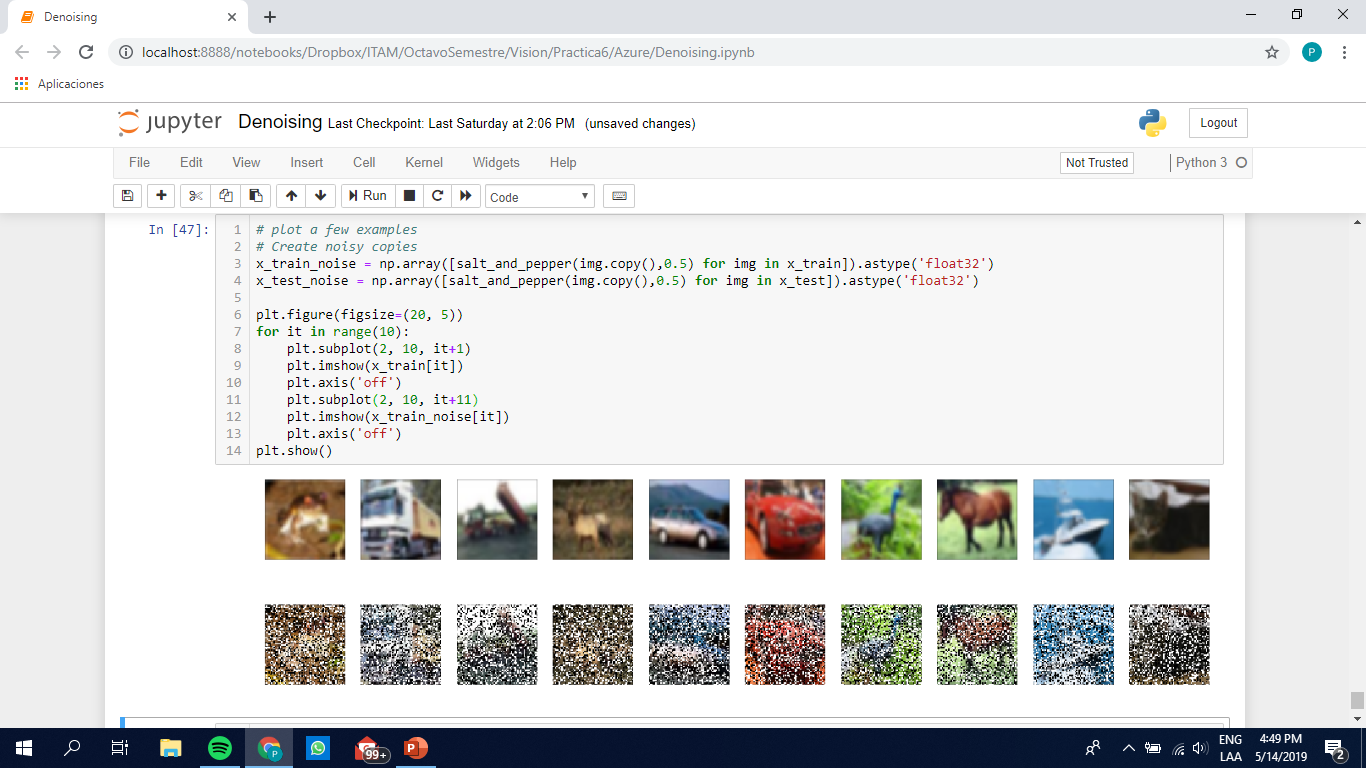 Denoising
localhost:8888/notebooks/Dropbox/ITAM/OctavoSemestre/Vision/Practica6/Azure/Denoising.ipynb
P
Aplicaciones
jupyter Denoising Last Checkpoint: Last Saturday at 2:06 PM (unsaved changes)
Logout
File Edit View Insert Cell Kernel Widgets Help
Not Trusted
Python 3
Run
Code
In [47]:
1 # plot a few examples
2 # Create noisy copies
3 x_train_noise = np.array([salt_and_pepper(img.copy(),0.5) for img in x_train]).astype('float32')
4 x_test_noise = np.array([salt_and_pepper(img.copy(),0.5) for img in x_test]).astype('float32')
5
6 plt.figure(figsize=(20, 5))
7 for it in range(10):
8     plt.subplot(2, 10, it+1)
9     plt.imshow(x_train[it])
10     plt.axis('off')
11     plt.subplot(2, 10, it+11)
12     plt.imshow(x_train_noise[it])
13     plt.axis('off')
14 plt.show()
P
99+
P
ENG
LAA
4:49 PM
5/14/2019
2